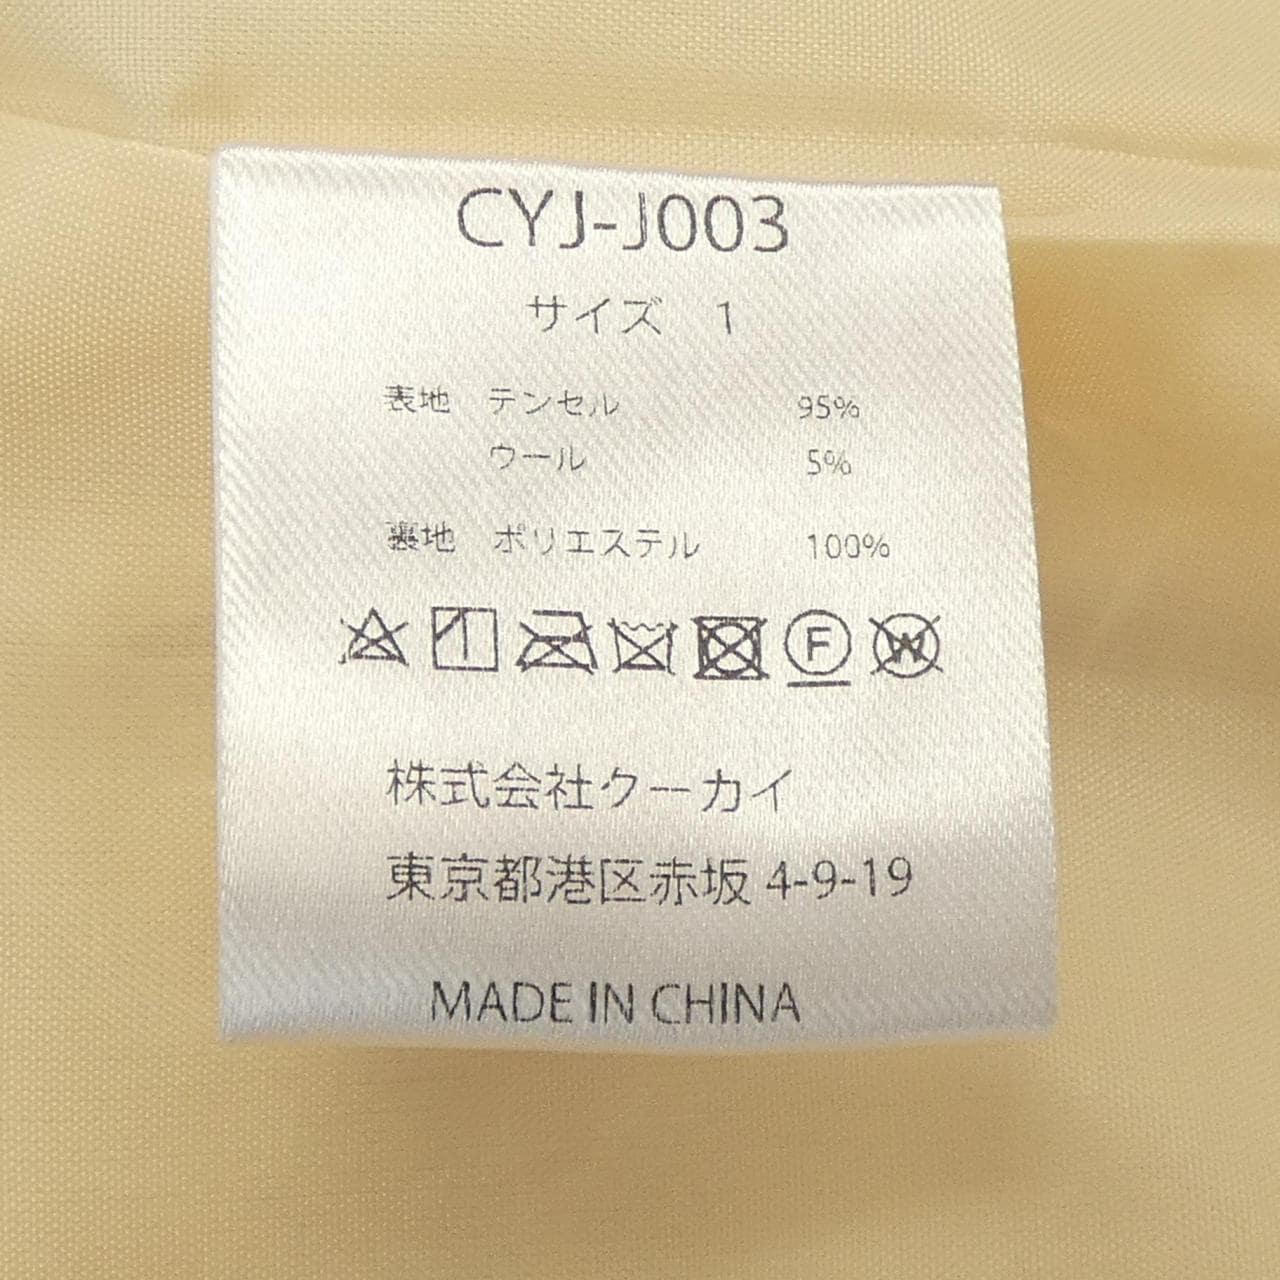 CYJ-J003
サイズ 1
表地 テンセル 95%
ウール 5%
裏地 ポリエステル 100%
F W
株式会社クーカイ
東京都港区赤坂 4-9-19
MADE IN CHINA